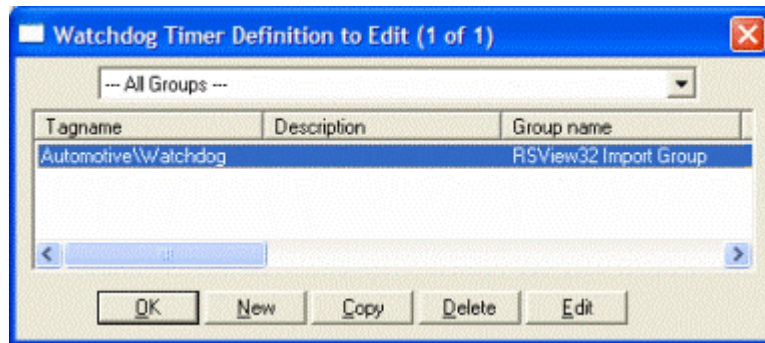 Watchdog Timer Definition to Edit (1 of 1)
--- All Groups ---
Tagname Description Group name
Automotive\Watchdog RSView32 Import Group
OK New Copy Delete Edit